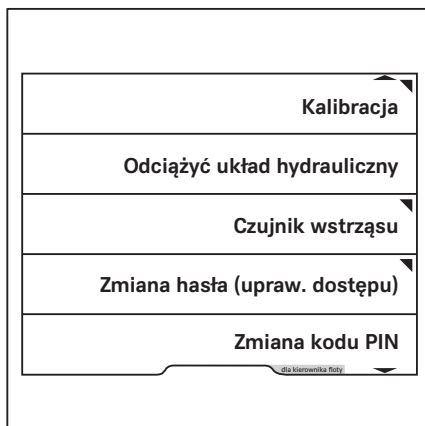 Kalibracja
Odciążyć układ hydrauliczny
Czujnik wstrząsu
Zmiana hasła (upraw. dostępu)
Zmiana kodu PIN
dla kierownika floty